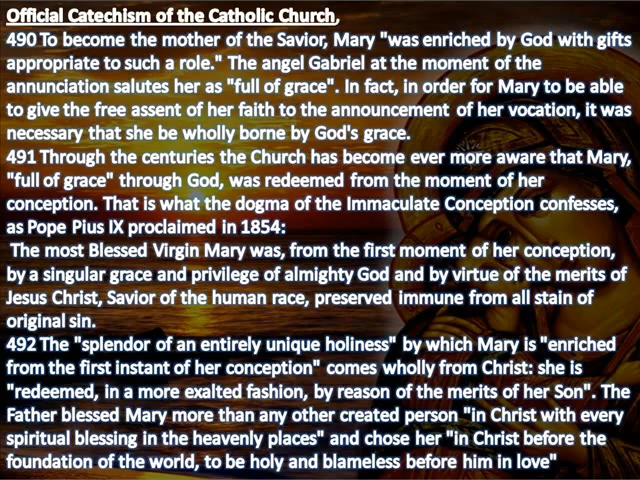 Official Catechism of the Catholic Church,
490 To become the mother of the Savior, Mary "was enriched by God with gifts
appropriate to such a role." The angel Gabriel at the moment of the
annunciation salutes her as "full of grace". In fact, in order for Mary to be able
to give the free assent of her faith to the announcement of her vocation, it was
necessary that she be wholly borne by God's grace.
491 Through the centuries the Church has become ever more aware that Mary,
"full of grace" through God, was redeemed from the moment of her
conception. That is what the dogma of the Immaculate Conception confesses,
as Pope Pius IX proclaimed in 1854:
The most Blessed Virgin Mary was, from the first moment of her conception,
by a singular grace and privilege of almighty God and by virtue of the merits of
Jesus Christ, Savior of the human race, preserved immune from all stain of
original sin.
492 The "splendor of an entirely unique holiness" by which Mary is "enriched
from the first instant of her conception" comes wholly from Christ: she is
"redeemed, in a more exalted fashion, by reason of the merits of her Son". The
Father blessed Mary more than any other created person "in Christ with every
spiritual blessing in the heavenly places" and chose her "in Christ before the
foundation of the world, to be holy and blameless before him in love"